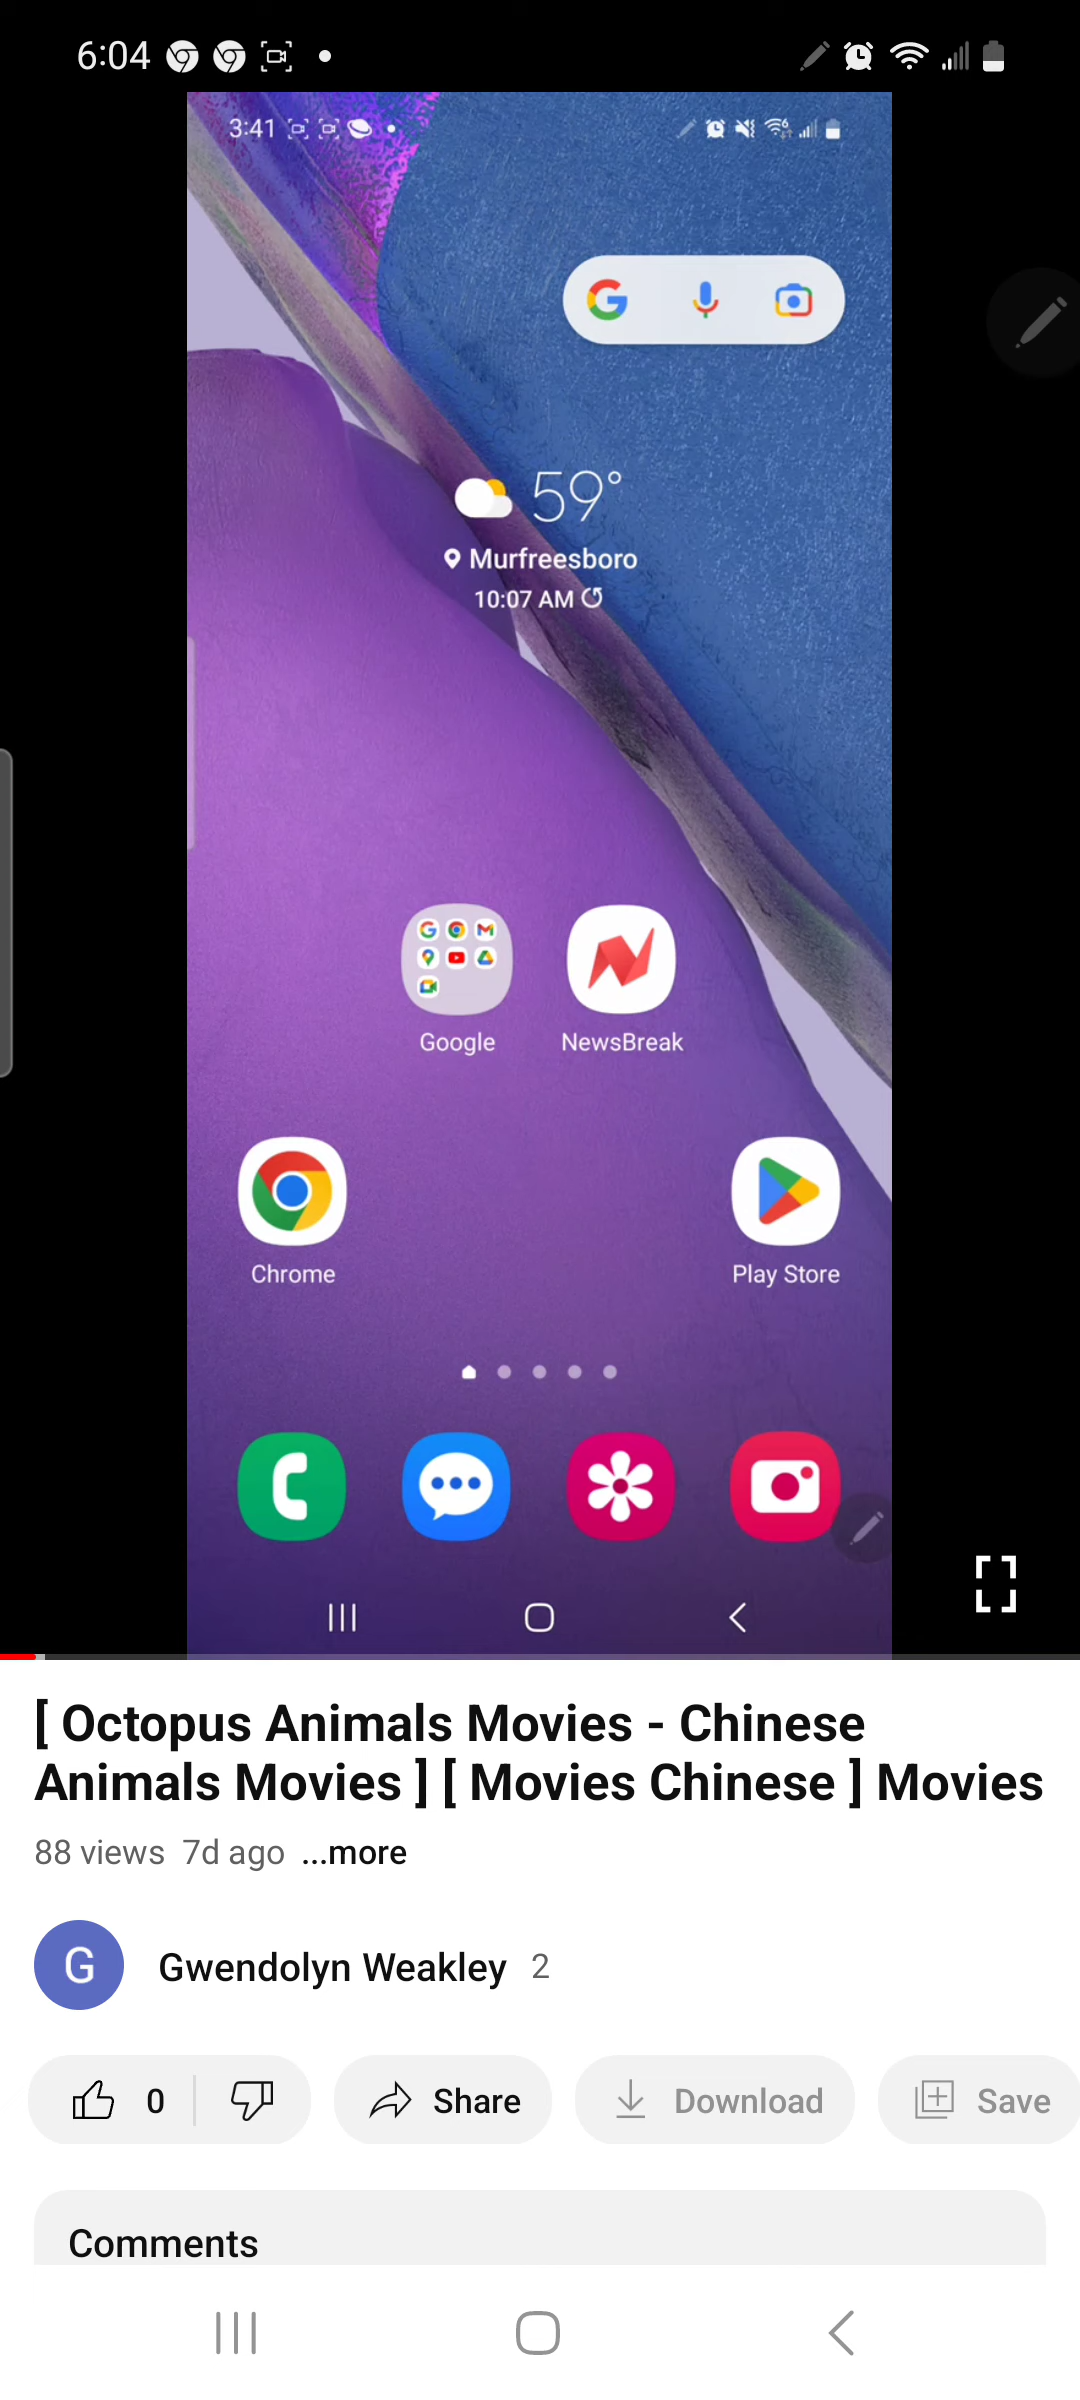 6:04
3:41
59°
Murfreesboro
10:07 AM
Google
NewsBreak
Chrome
Play Store
[ Octopus Animals Movies - Chinese
Animals Movies ] [ Movies Chinese ] Movies
88 views 7d ago ...more
G
Gwendolyn Weakley 2
0
Share
Download
Save
Comments